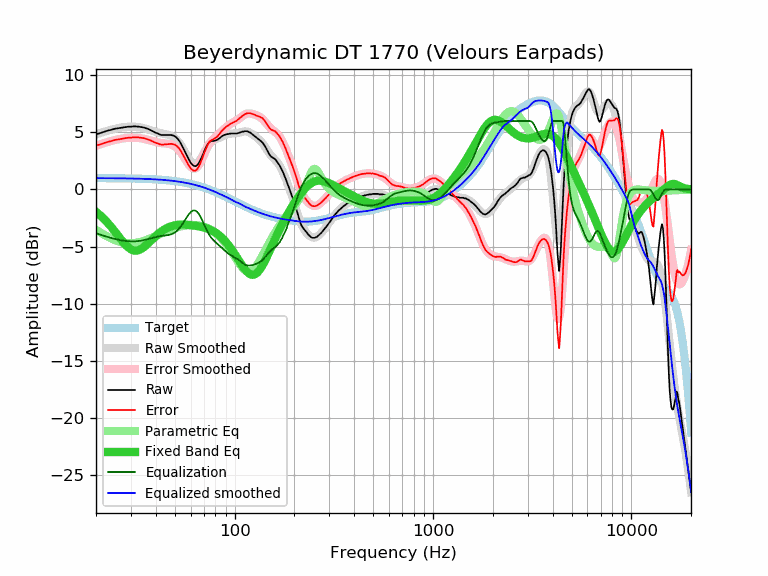 Beyerdynamic DT 1770 (Velours Earpads)
10
5
0
−5
−10
−15
−20
−25
Amplitude (dBr)
Target
Raw Smoothed
Error Smoothed
Raw
Error
Parametric Eq
Fixed Band Eq
Equalization
Equalized smoothed
100
1000
10000
Frequency (Hz)